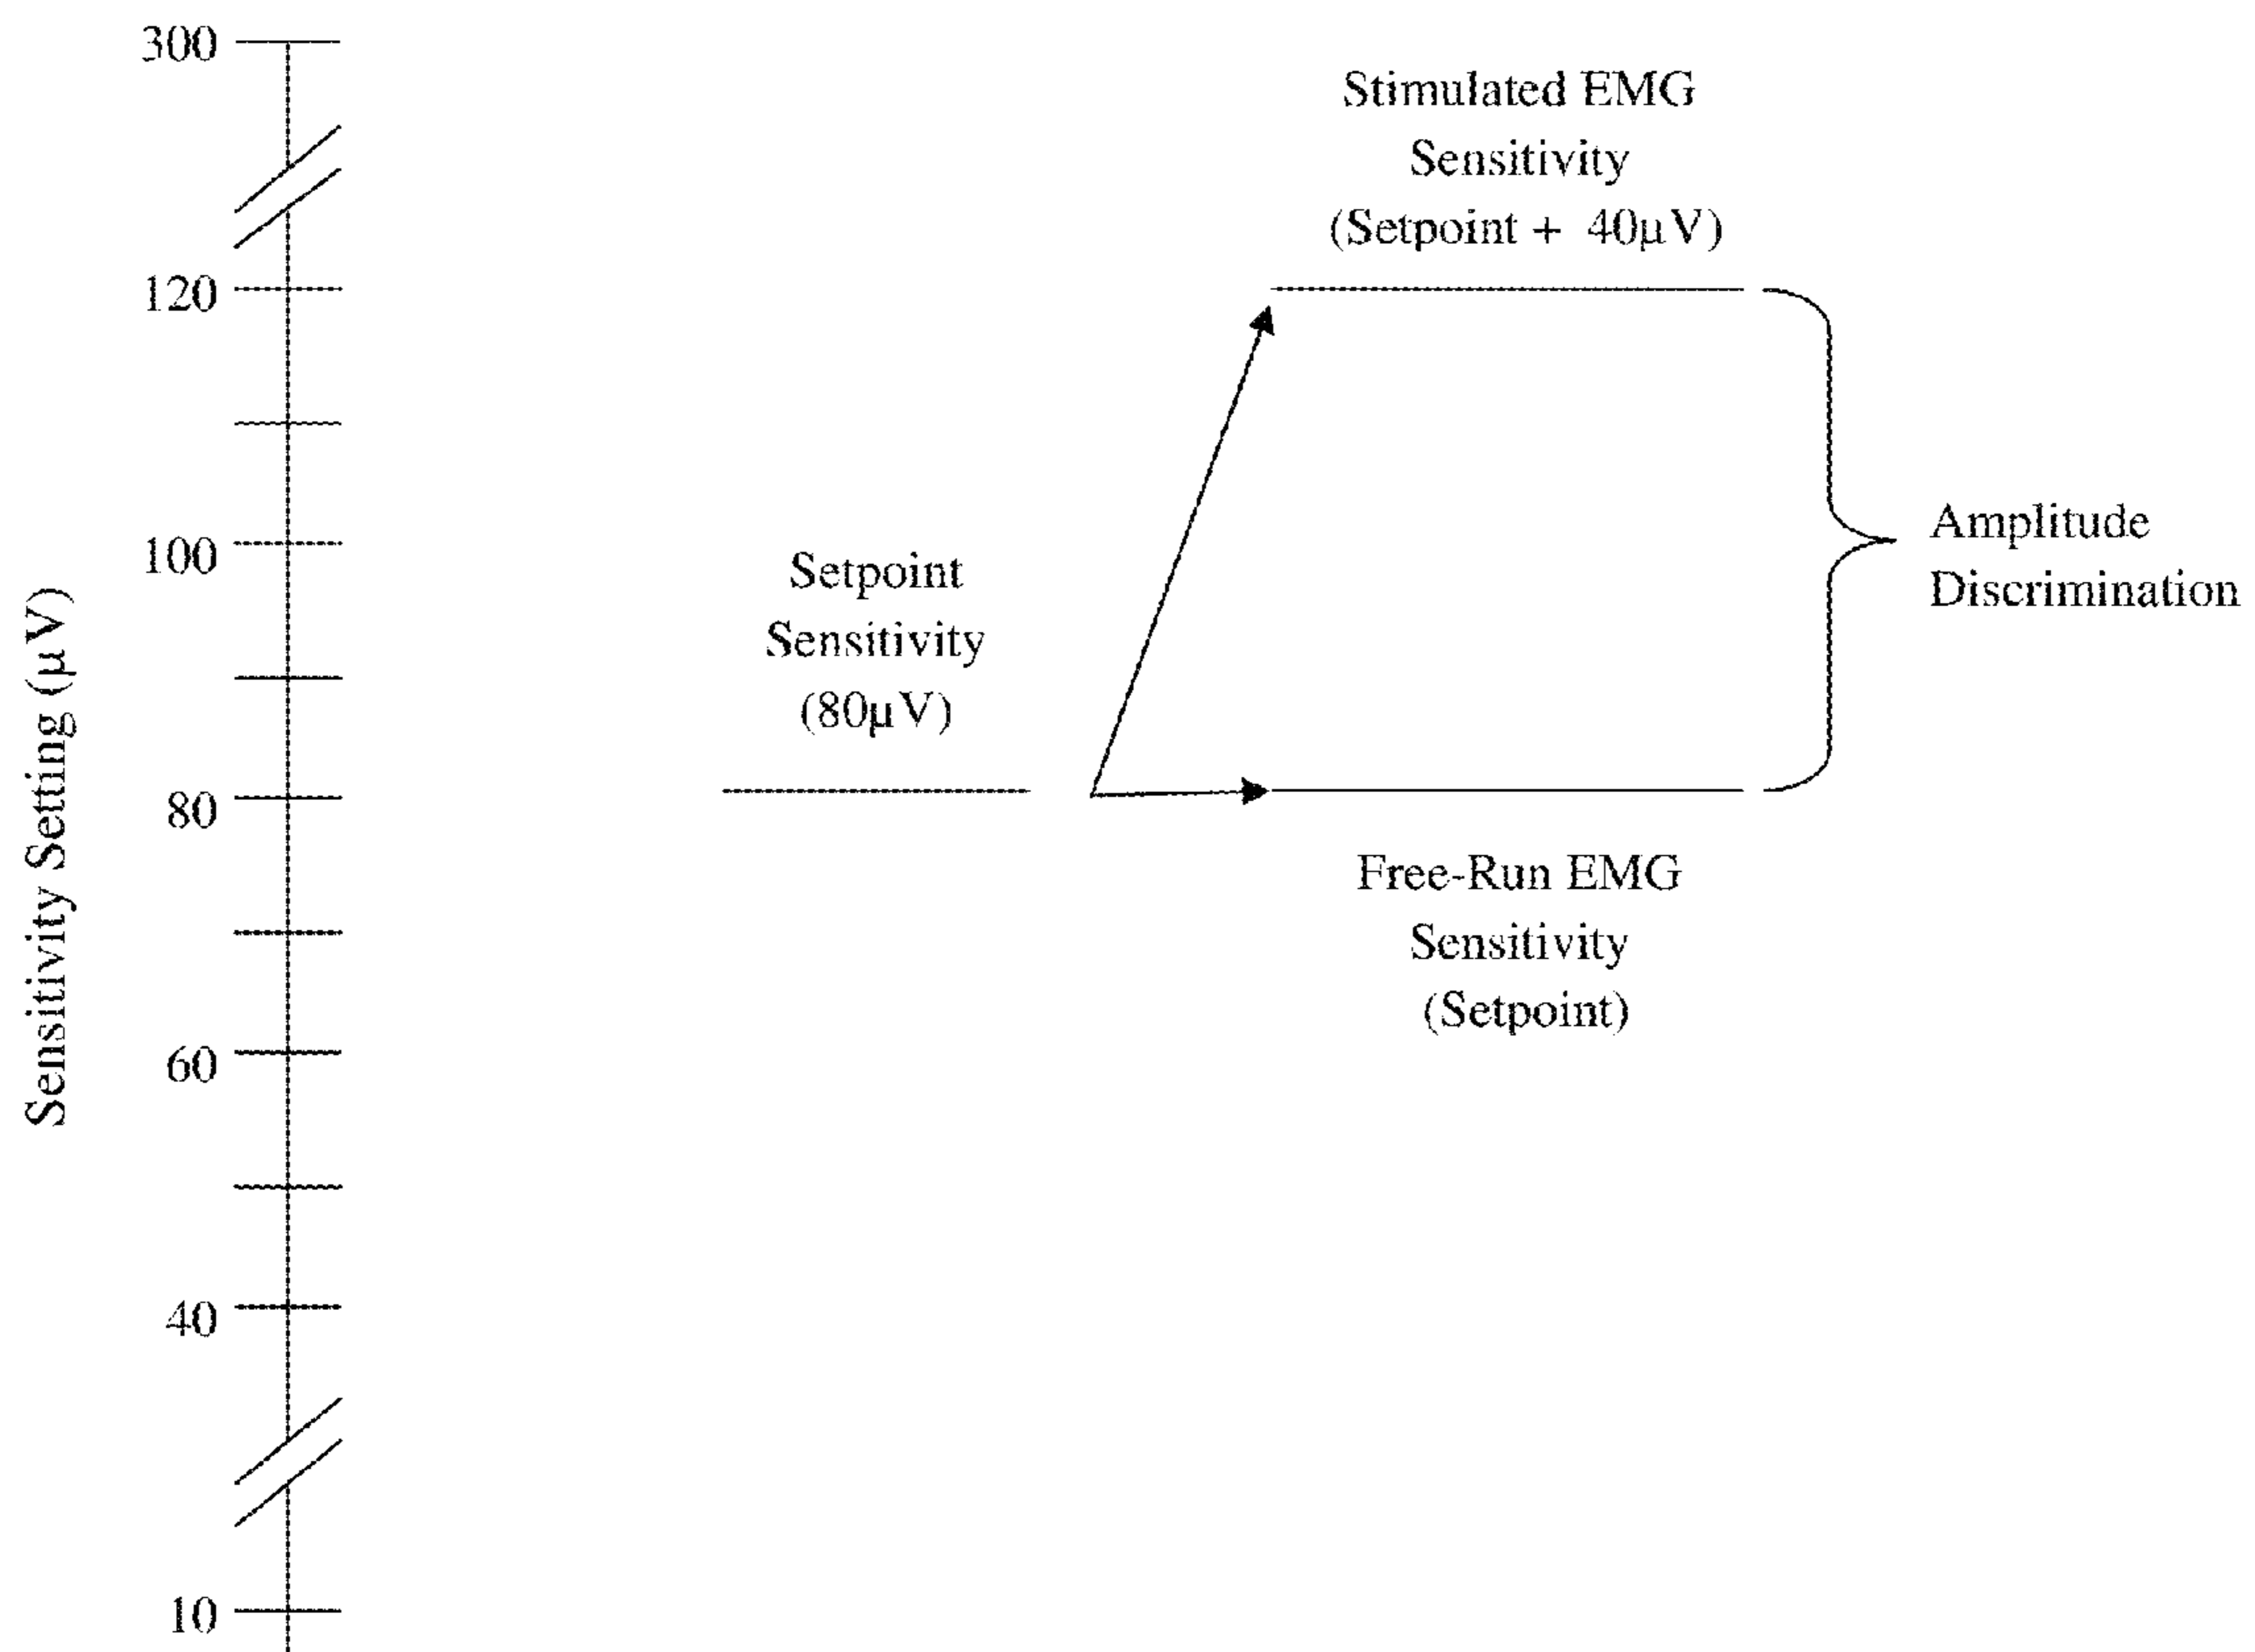 300
120
100
80
60
40
10
Sensitivity Setting (µV)
Setpoint
Sensitivity
(80µV)
Stimulated EMG
Sensitivity
(Setpoint + 40µV)
Free-Run EMG
Sensitivity
(Setpoint)
Amplitude
Discrimination